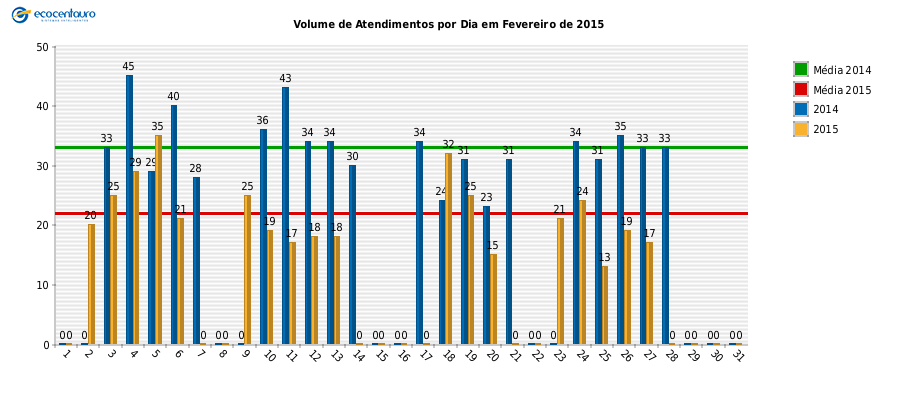 ecocentauro
Volume de Atendimentos por Dia em Fevereiro de 2015
50
40
30
20
10
0
0 0 0 20 33 25 45 29 29 35 40 21 28 0 0 0 0 25 36 19 43 17 34 18 34 18 30 0 0 0 0 0 34 0 24 32 31 25 23 15 31 0 0 0 0 21 34 24 31 13 35 19 33 17 33 0 0 0 0 0 0 0
1 2 3 4 5 6 7 8 9 10 11 12 13 14 15 16 17 18 19 20 21 22 23 24 25 26 27 28 29 30 31
Média 2014
Média 2015
2014
2015